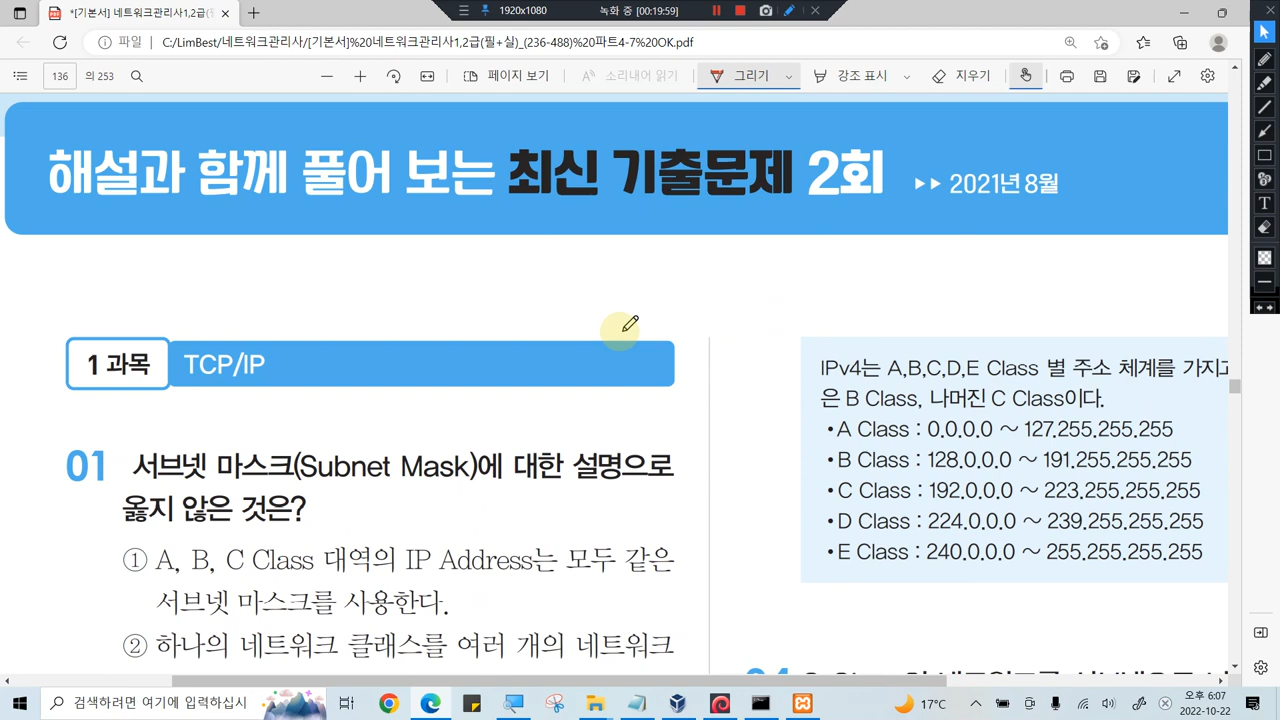 *[기본서] 네트워크관리사1,2급(필
1920x1080
녹화 중 [00:19:59]
파일
C:/LimBest/네트워크관리사/[기본서]%20네트워크관리사1,2급(필+실)_(236-488)%20파트4-7%20OK.pdf
136
의 253
페이지 보기
소리내어 읽기
그리기
강조 표시
지우기
해설과 함께 풀어 보는 최신 기출문제 2회 ▶▶ 2021년 8월
1 과목
TCP/IP
01 서브넷 마스크(Subnet Mask)에 대한 설명으로
옳지 않은 것은?
① A, B, C Class 대역의 IP Address는 모두 같은
서브넷 마스크를 사용한다.
② 하나의 네트워크 클래스를 여러 개의 네트워크
IPv4는 A,B,C,D,E Class 별 주소 체계를 가지고
은 B Class, 나머진 C Class이다.
•A Class : 0.0.0.0 ~ 127.255.255.255
•B Class : 128.0.0.0 ~ 191.255.255.255
•C Class : 192.0.0.0 ~ 223.255.255.255
•D Class : 224.0.0.0 ~ 239.255.255.255
•E Class : 240.0.0.0 ~ 255.255.255.255
검색하려면 여기에 입력하십시
17°C
오후 6:07
2022-10-22